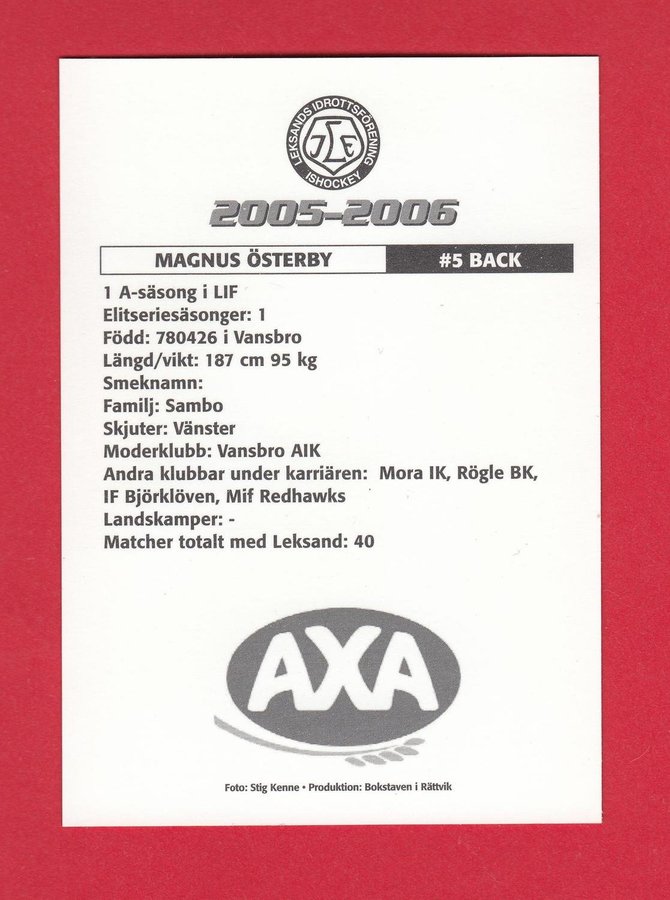 LEKSANDS IDROTTSFÖRENING
ISHOCKEY
LIF
2005-2006
MAGNUS ÖSTERBY #5 BACK
1 A-säsong i LIF
Elitseriesäsonger: 1
Född: 780426 i Vansbro
Längd/vikt: 187 cm 95 kg
Smeknamn:
Familj: Sambo
Skjuter: Vänster
Moderklubb: Vansbro AIK
Andra klubbar under karriären: Mora IK, Rögle BK,
IF Björklöven, Mif Redhawks
Landskamper: -
Matcher totalt med Leksand: 40
AXA
Foto: Stig Kenne • Produktion: Bokstaven i Rättvik